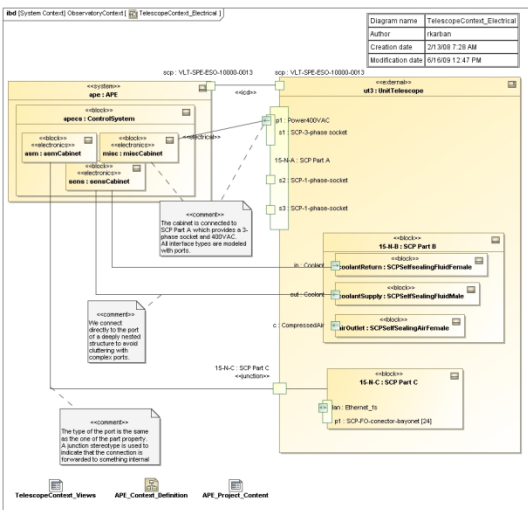 ibd [System Context] ObservatoryContext [ TelescopeContext_Electrical ]
Diagram name TelescopeContext_Electrical
Author rkarban
Creation date 2/13/08 7:28 AM
Modification date 6/16/09 12:47 PM
scp : VLT-SPE-ESO-10000-0013
scp : VLT-SPE-ESO-10000-0013
<<system>>
ape : APE
<<icd>>
<<external>>
ut3 : UnitTelescope
<<block>>
apecs : ControlSystem
<<block>>
<<electronics>>
asm : asmCabinet
<<block>>
<<electronics>>
misc : miscCabinet
<<electrical>>
<<block>>
<<electronics>>
sens : sensCabinet
p1 : Power400VAC
s1 : SCP-3-phase socket
15-N-A : SCP Part A
s2 : SCP-1-phase-socket
s3 : SCP-1-phase-socket
<<comment>>
The cabinet is connected to
SCP Part A which provides a 3-
phase socket and 400VAC.
All interface types are modeled
with ports.
<<block>>
15-N-B : SCP Part B
in : Coolant
<<block>>
coolantReturn : SCPSelfsealingFluidFemale
out : Coolant
<<block>>
coolantSupply : SCPSelfsealingFluidMale
c : CompressedAir
<<block>>
airOutlet : SCPSelfSealingAirFemale
<<comment>>
We connect
directly to the port
of a deeply nested
structure to avoid
cluttering with
complex ports.
15-N-C : SCP Part C
<<junction>>
<<block>>
15-N-C : SCP Part C
lan : Ethernet_ts
p1 : SCP-FO-conector-bayonet [24]
<<comment>>
The type of the port is the same
as the one of the part property.
A junction stereotype is used to
indicate that the connection is
forwarded to something internal
TelescopeContext_Views
APE_Context_Definition
APE_Project_Content